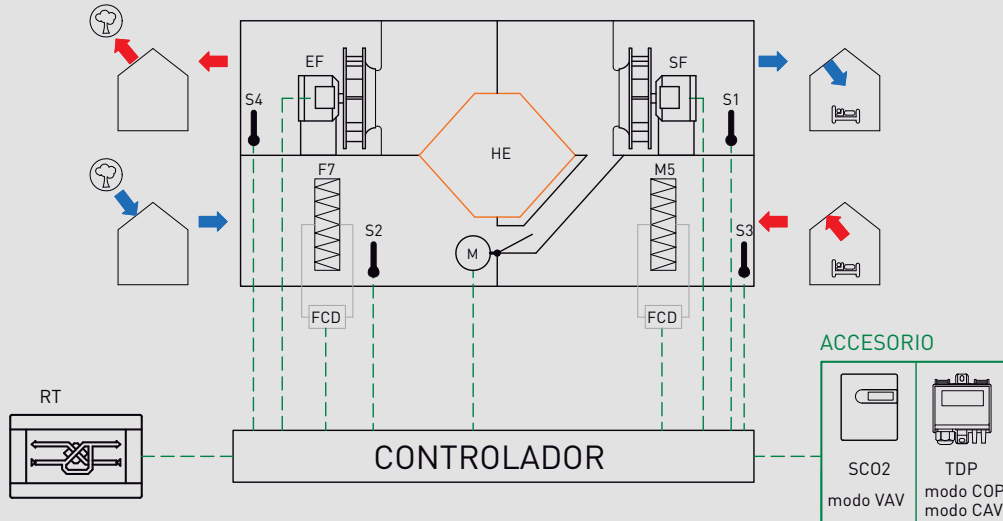 EF
SF
S4
S1
HE
F7
M5
S2
S3
M
FCD
FCD
ACCESORIO
RT
CONTROLADOR
SCO2
TDP
modo VAV
modo COP
modo CAV